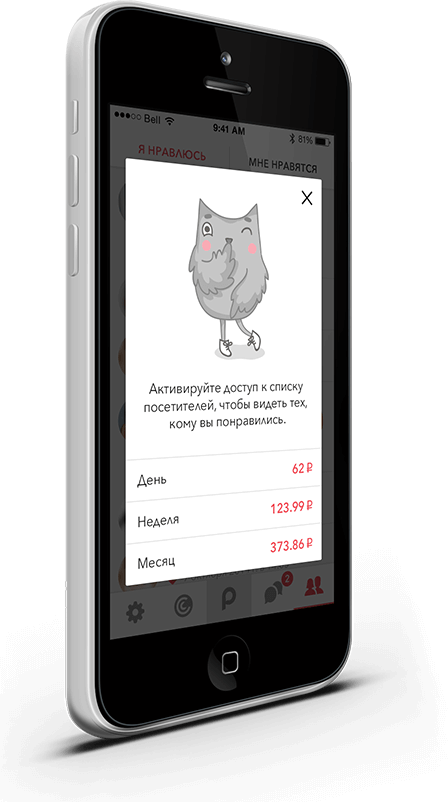 Bell
9:41 AM
81%
Я НРАВЛЮСЬ
МНЕ НРАВЯТСЯ
Активируйте доступ к списку
посетителей, чтобы видеть тех,
кому вы понравились.
День 62 ₽
Неделя 123.99 ₽
Месяц 373.86 ₽
2